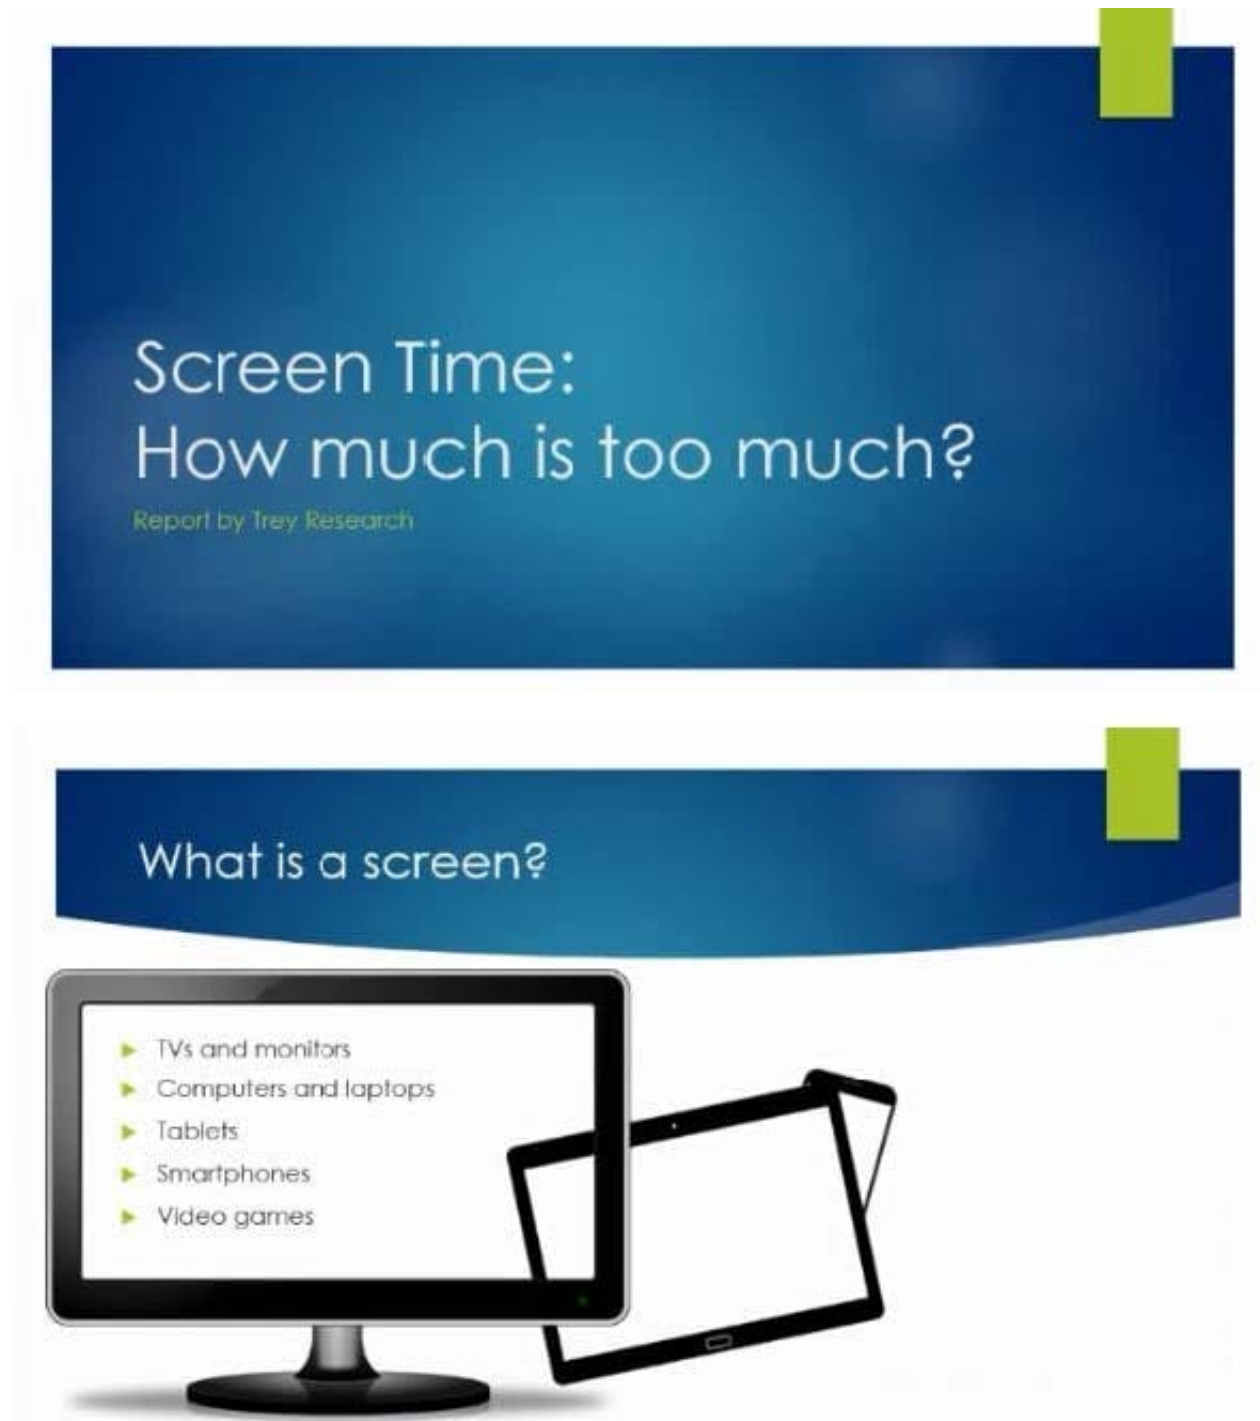 Screen Time:
How much is too much?
Report by Trey Research
What is a screen?
TVs and monitors
Computers and laptops
Tablets
Smartphones
Video games